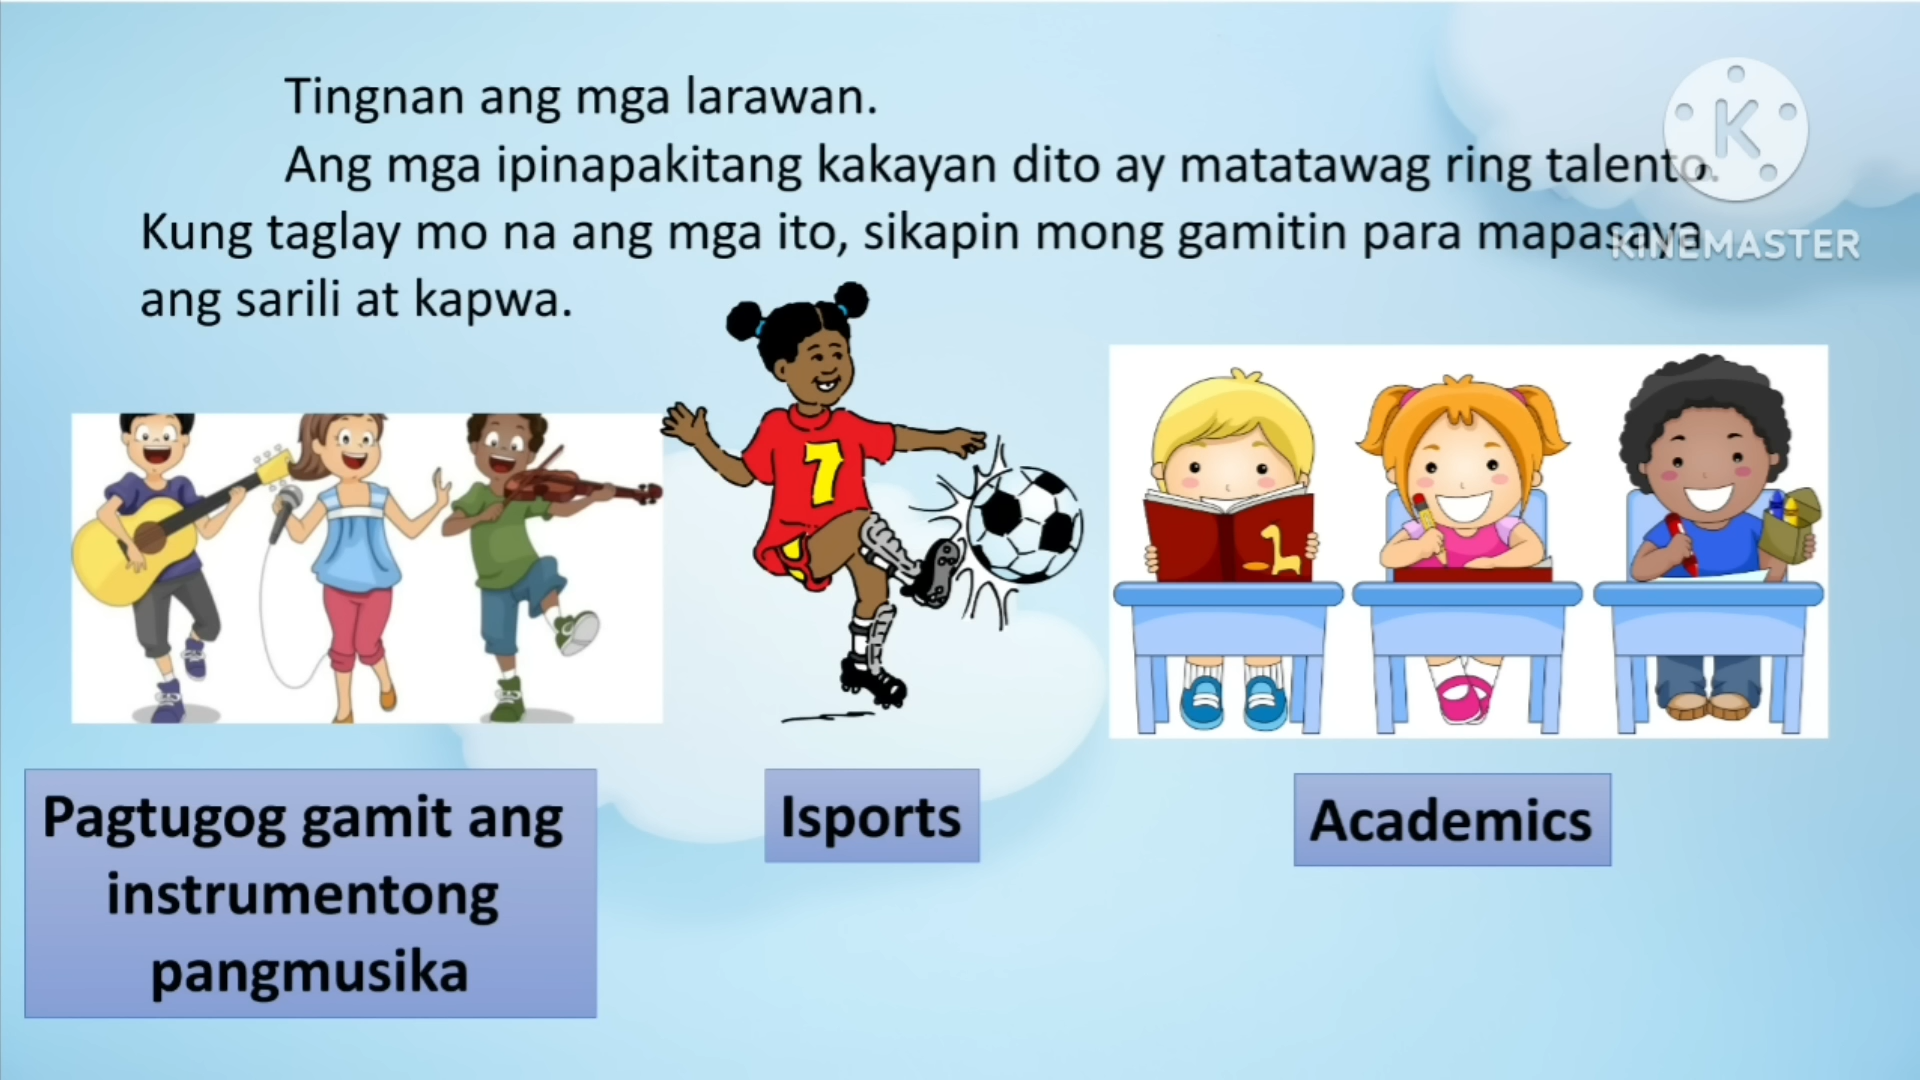 Tingnan ang mga larawan.
Ang mga ipinapakitang kakayan dito ay matatawag ring talento.
Kung taglay mo na ang mga ito, sikapin mong gamitin para mapasaya
ang sarili at kapwa.
K
KINEMASTER
7
Pagtugog gamit ang
instrumentong
pangmusika
Isports
Academics